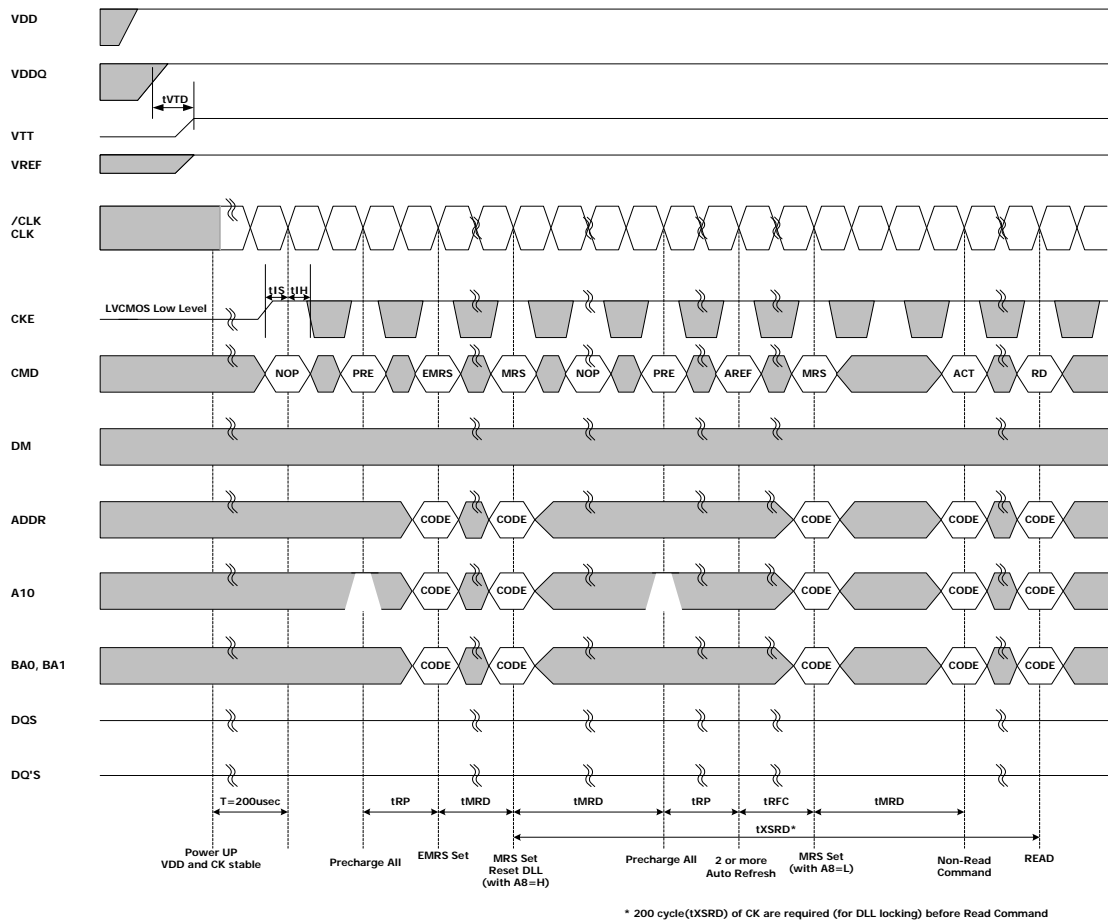 VDD
VDDQ
tVTD
VTT
VREF
/CLK
CLK
tIS tIH
CKE
LVCMOS Low Level
CMD
NOP PRE EMRS MRS NOP PRE AREF MRS ACT RD
DM
ADDR
CODE CODE CODE CODE CODE
A10
CODE CODE CODE CODE CODE
BA0, BA1
CODE CODE CODE CODE CODE
DQS
DQ'S
T=200usec tRP tMRD tMRD tRP tRFC tMRD
tXSRD*
Power UP
VDD and CK stable
Precharge All
EMRS Set
MRS Set
Reset DLL
(with A8=H)
Precharge All
2 or more
Auto Refresh
MRS Set
(with A8=L)
Non-Read
Command
READ
* 200 cycle(tXSRD) of CK are required (for DLL locking) before Read Command